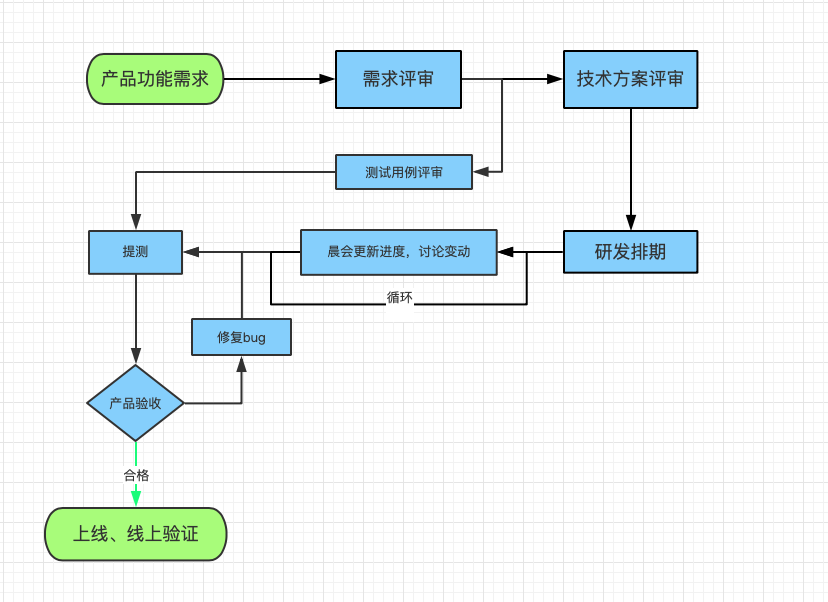 产品功能需求
需求评审
技术方案评审
测试用例评审
提测
晨会更新进度，讨论变动
研发排期
循环
修复bug
产品验收
合格
上线、线上验证